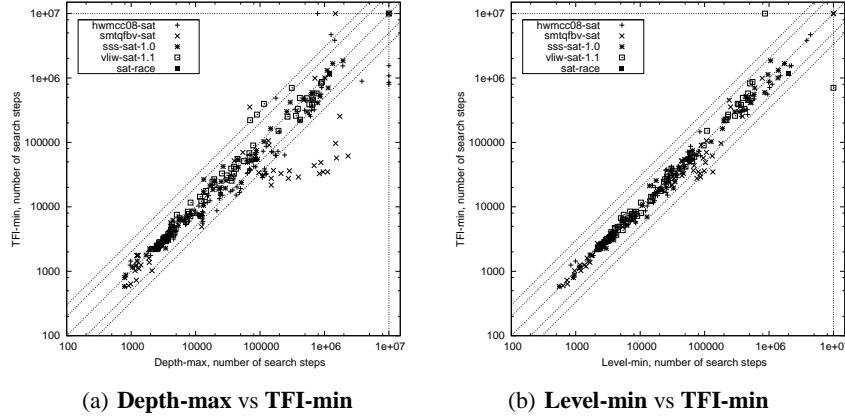 1e+07
1e+06
100000
10000
1000
100
TFI-min, number of search steps
hwmcc08-sat
smtqfbv-sat
sss-sat-1.0
vliw-sat-1.1
sat-race
100 1000 10000 100000 1e+06 1e+07
Depth-max, number of search steps
(a) Depth-max vs TFI-min
1e+07
1e+06
100000
10000
1000
100
TFI-min, number of search steps
hwmcc08-sat
smtqfbv-sat
sss-sat-1.0
vliw-sat-1.1
sat-race
100 1000 10000 100000 1e+06 1e+07
Level-min, number of search steps
(b) Level-min vs TFI-min